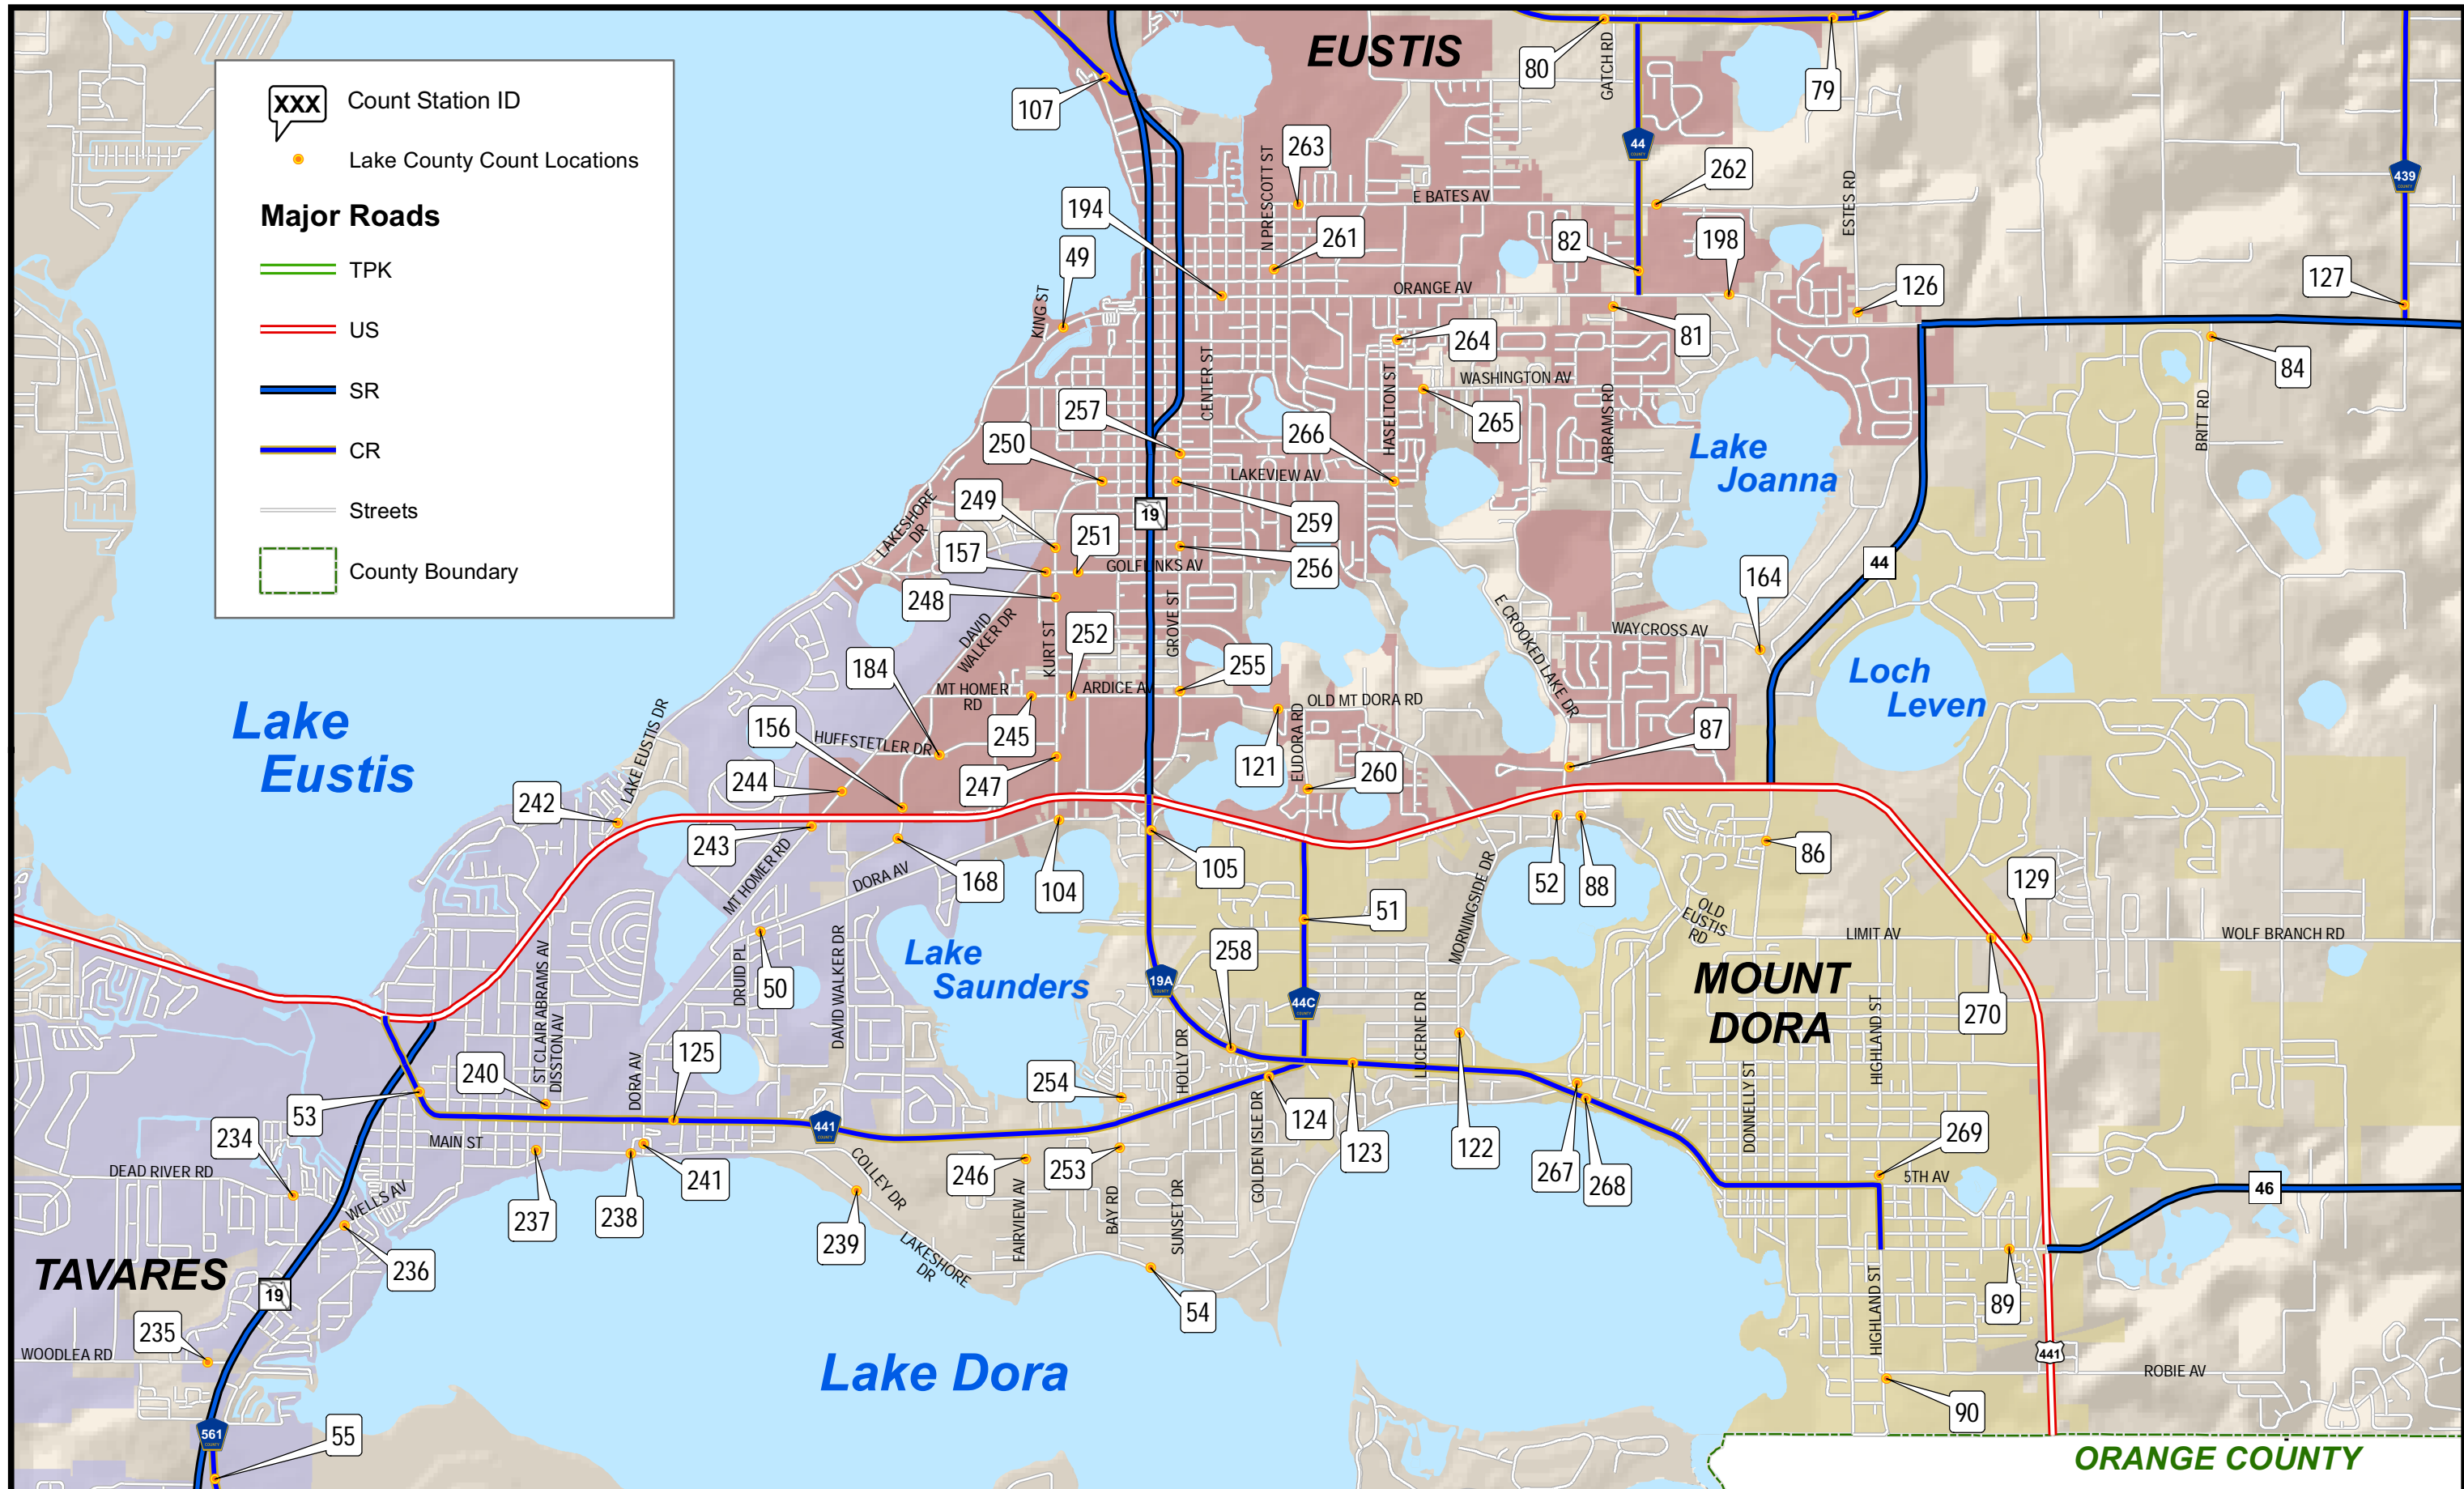 EUSTIS
XXX Count Station ID
Lake County Count Locations
Major Roads
TPK
US
SR
CR
Streets
County Boundary
80
GATCH RD
79
107
44
COUNTY
439
COUNTY
263
262
N PRESCOTT ST
E BATES AV
ESTES RD
194
261
82
198
49
KING ST
ORANGE AV
126
127
264
81
84
CENTER ST
HASELTON ST
WASHINGTON AV
ABRAMS RD
BRITT RD
257
265
250
266
LAKEVIEW AV
Lake
Joanna
249
LAKESHORE
DR
19
259
157
251
GOLFLINKS AV
256
44
164
248
DAVID
WALKER DR
KURT ST
252
GROVE ST
E CROOKED LAKE DR
WAYCROSS AV
184
255
Loch
Leven
MT HOMER
RD
ARDICE AV
OLD MT DORA RD
Lake
Eustis
LAKE EUSTIS DR
156
HUFFSTETLER DR
245
121
EUDORA RD
87
244
247
260
242
243
MT HOMER RD
168
DORA AV
104
105
MORNINGSIDE DR
52
88
86
129
51
OLD
EUSTIS
RD
LIMIT AV
WOLF BRANCH RD
ST CLAIR ABRAMS AV
DISSTON AV
DRUID PL
50
DAVID WALKER DR
Lake
Saunders
258
19A
COUNTY
44C
COUNTY
MOUNT
DORA
270
HIGHLAND ST
LUCERNE DR
240
DORA AV
125
254
HOLLY DR
DONNELLY ST
53
441
COUNTY
124
123
122
269
234
MAIN ST
DEAD RIVER RD
WELLS AV
237
238
241
COLLEY DR
239
246
FAIRVIEW AV
253
BAY RD
SUNSET DR
GOLDEN ISLE DR
267
268
5TH AV
46
236
LAKESHORE
DR
TAVARES
19
54
89
HIGHLAND ST
235
WOODLEA RD
441
ROBIE AV
Lake Dora
90
561
COUNTY
55
ORANGE COUNTY